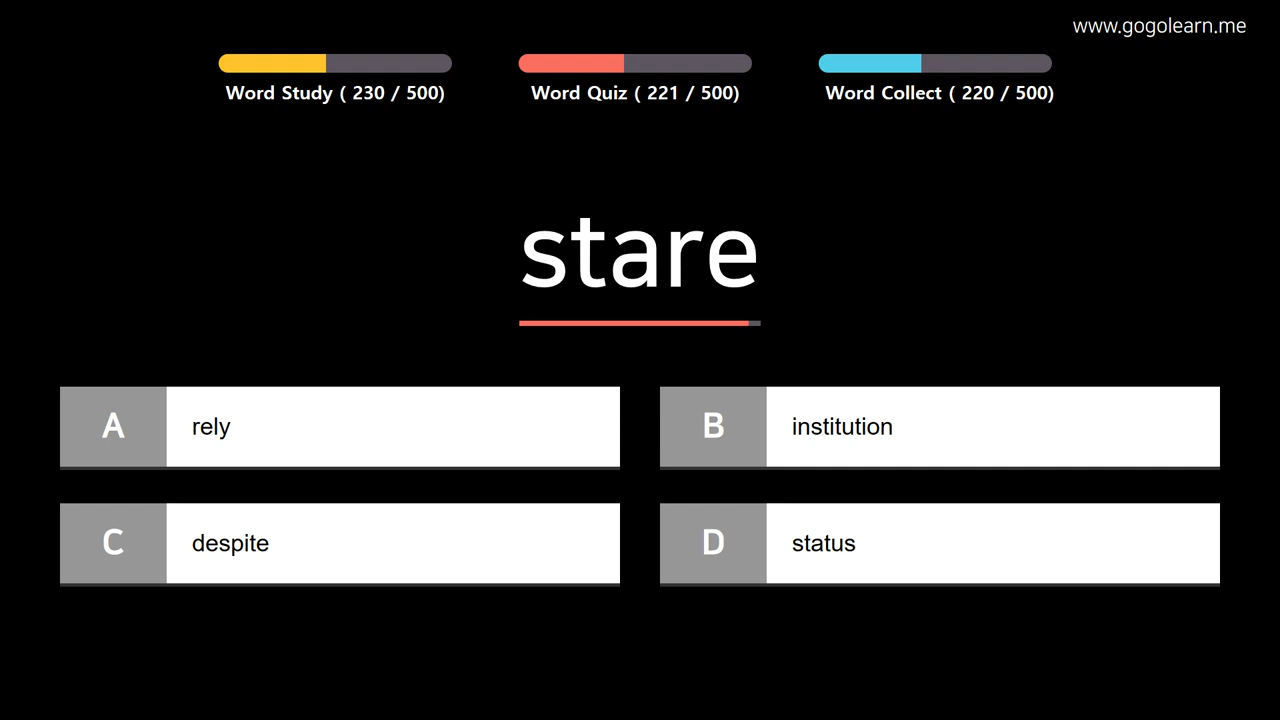 www.gogolearn.me
Word Study ( 230 / 500)
Word Quiz ( 221 / 500)
Word Collect ( 220 / 500)
stare
A rely
B institution
C despite
D status